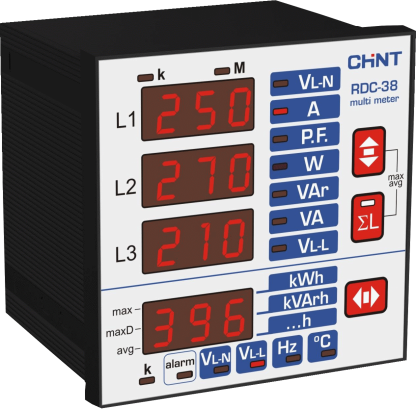 CHINT
RDC-38
multi meter
k M
L1 250
L2 270
L3 210
VL-N
A
P.F.
W
VAr
VA
VL-L
max
avg
ΣL
396
max
maxD
avg
kWh
kVArh
...h
k
alarm VL-N VL-L Hz ºC